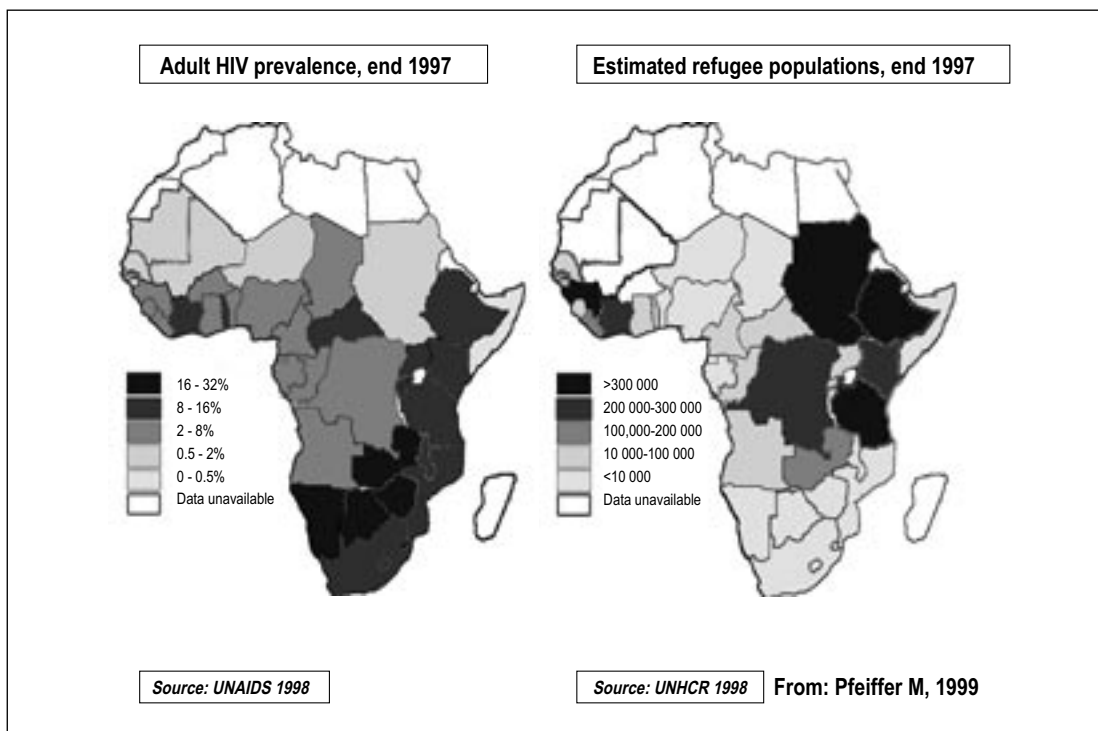 Adult HIV prevalence, end 1997
Estimated refugee populations, end 1997
16 - 32%
8 - 16%
2 - 8%
0.5 - 2%
0 - 0.5%
Data unavailable
>300 000
200 000-300 000
100,000-200 000
10 000-100 000
<10 000
Data unavailable
Source: UNAIDS 1998
Source: UNHCR 1998
From: Pfeiffer M, 1999